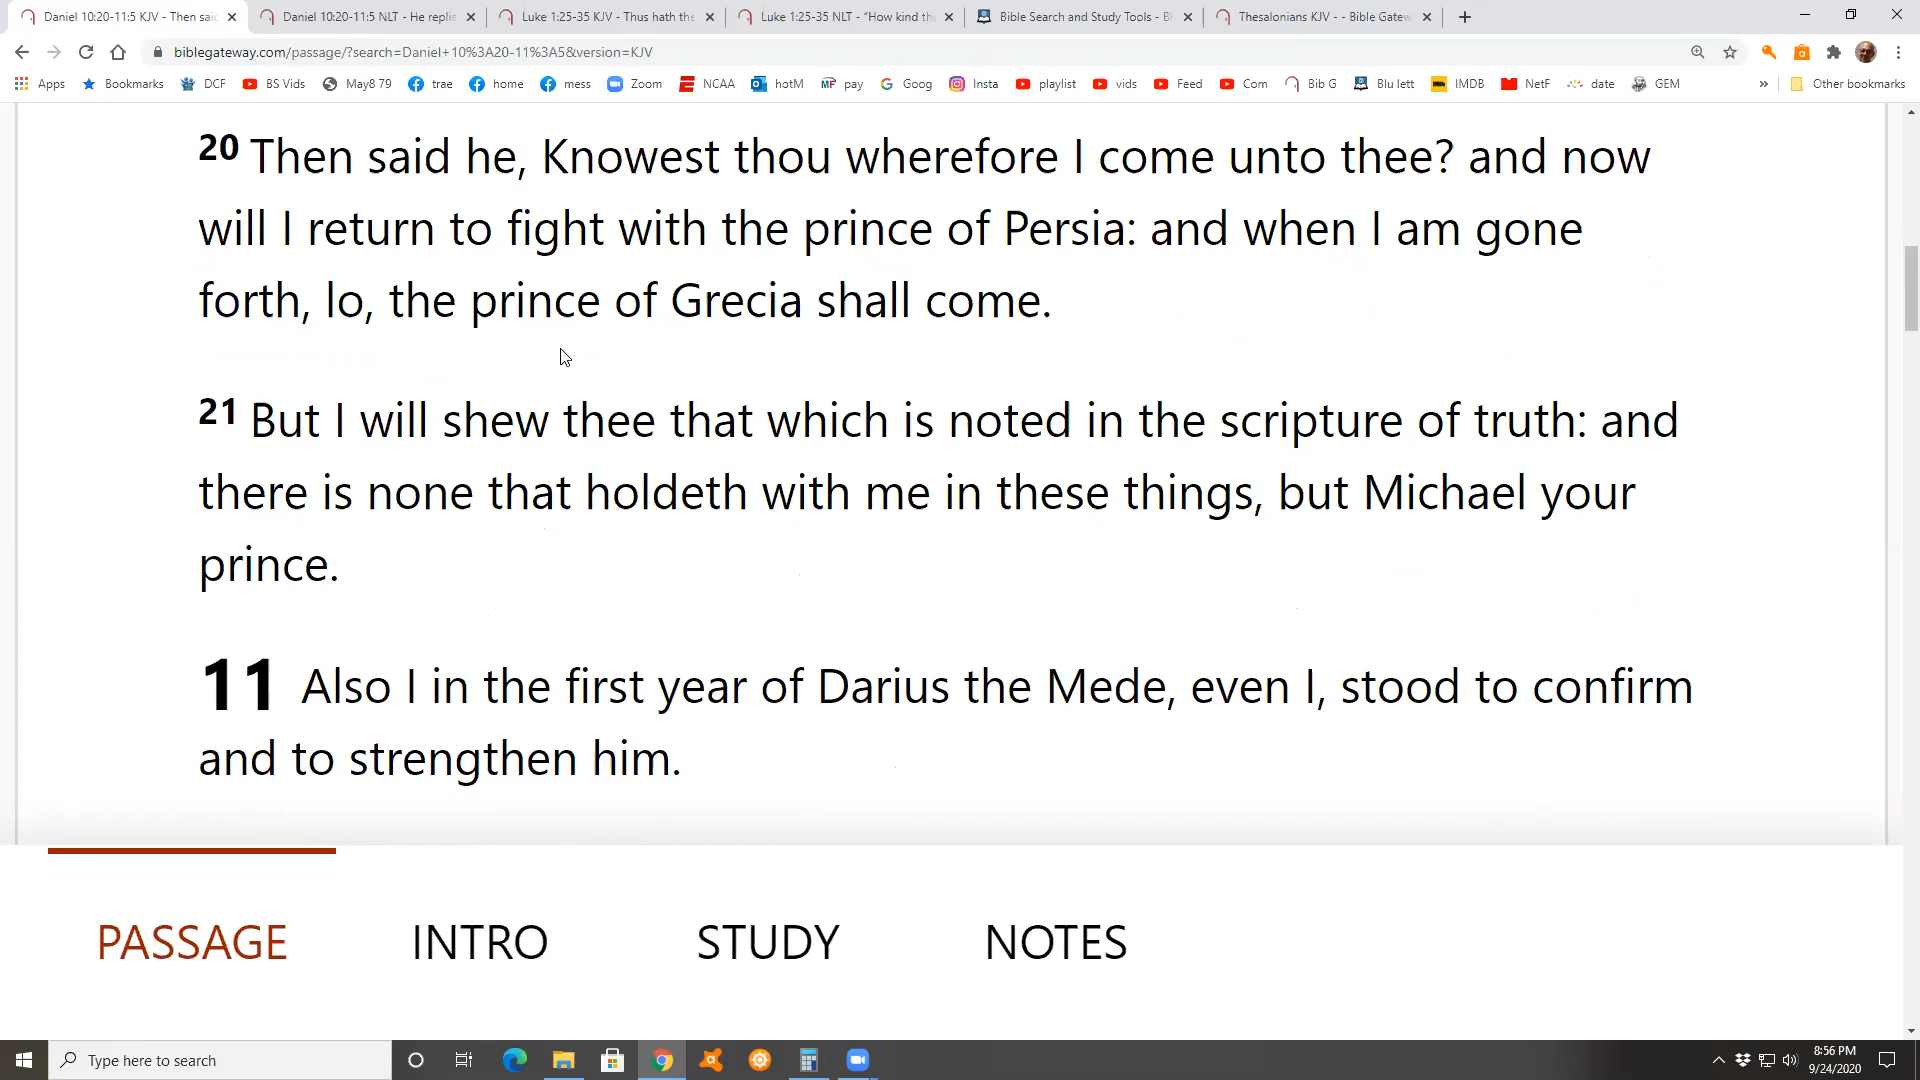 Daniel 10:20-11:5 KJV - Then said
Daniel 10:20-11:5 NLT - He replie
Luke 1:25-35 KJV - Thus hath the
Luke 1:25-35 NLT - "How kind the
Bible Search and Study Tools - Bl
Thesalonians KJV - - Bible Gatew
biblegateway.com/passage/?search=Daniel+10%3A20-11%3A5&version=KJV
Apps Bookmarks DCF BS Vids May8 79 trae home mess Zoom NCAA hotM pay Goog Insta playlist vids Feed Com Bib G Blu lett IMDB NetF date GEM » Other bookmarks
20 Then said he, Knowest thou wherefore I come unto thee? and now
will I return to fight with the prince of Persia: and when I am gone
forth, lo, the prince of Grecia shall come.
21 But I will shew thee that which is noted in the scripture of truth: and
there is none that holdeth with me in these things, but Michael your
prince.
11 Also I in the first year of Darius the Mede, even I, stood to confirm
and to strengthen him.
PASSAGE INTRO STUDY NOTES
Type here to search
8:56 PM
9/24/2020